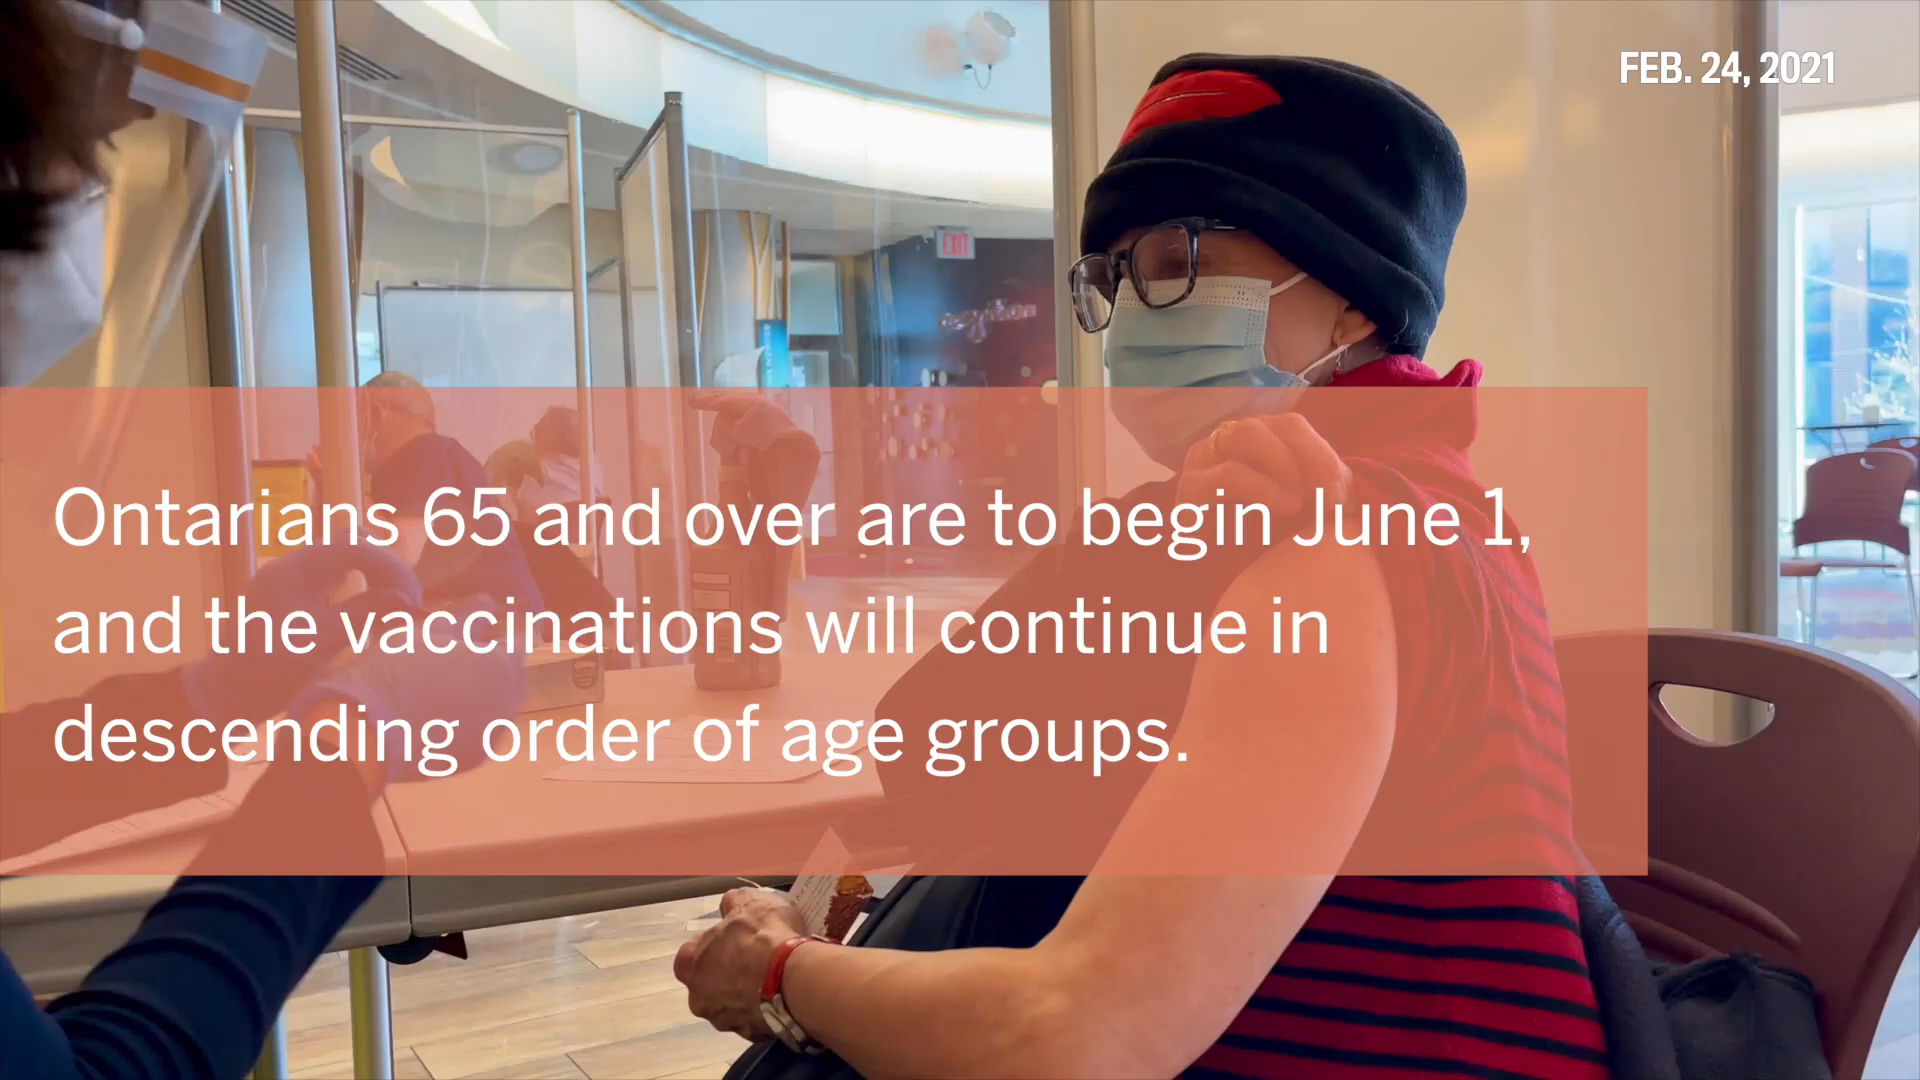 FEB. 24, 2021
EXIT
Ontarians 65 and over are to begin June 1,
and the vaccinations will continue in
descending order of age groups.